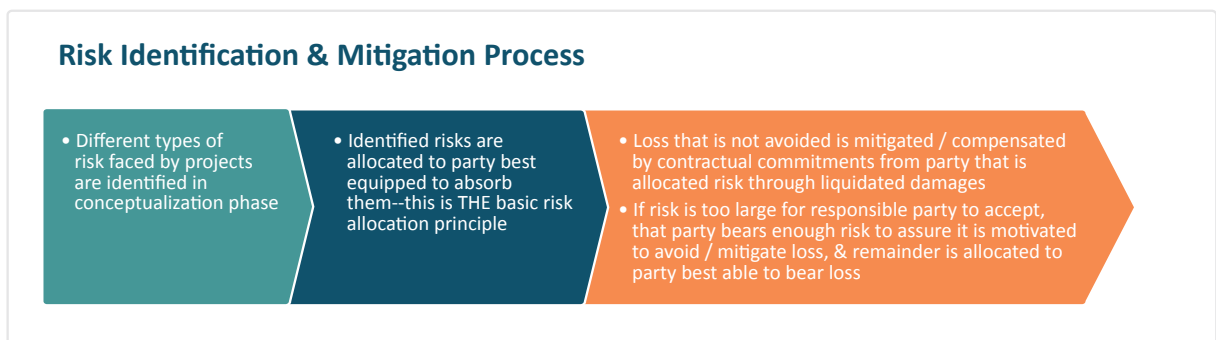 Risk Identification & Mitigation Process
• Different types of
risk faced by projects
are identified in
conceptualization phase
• Identified risks are
allocated to party best
equipped to absorb
them--this is THE basic risk
allocation principle
• Loss that is not avoided is mitigated / compensated
by contractual commitments from party that is
allocated risk through liquidated damages
• If risk is too large for responsible party to accept,
that party bears enough risk to assure it is motivated
to avoid / mitigate loss, & remainder is allocated to
party best able to bear loss